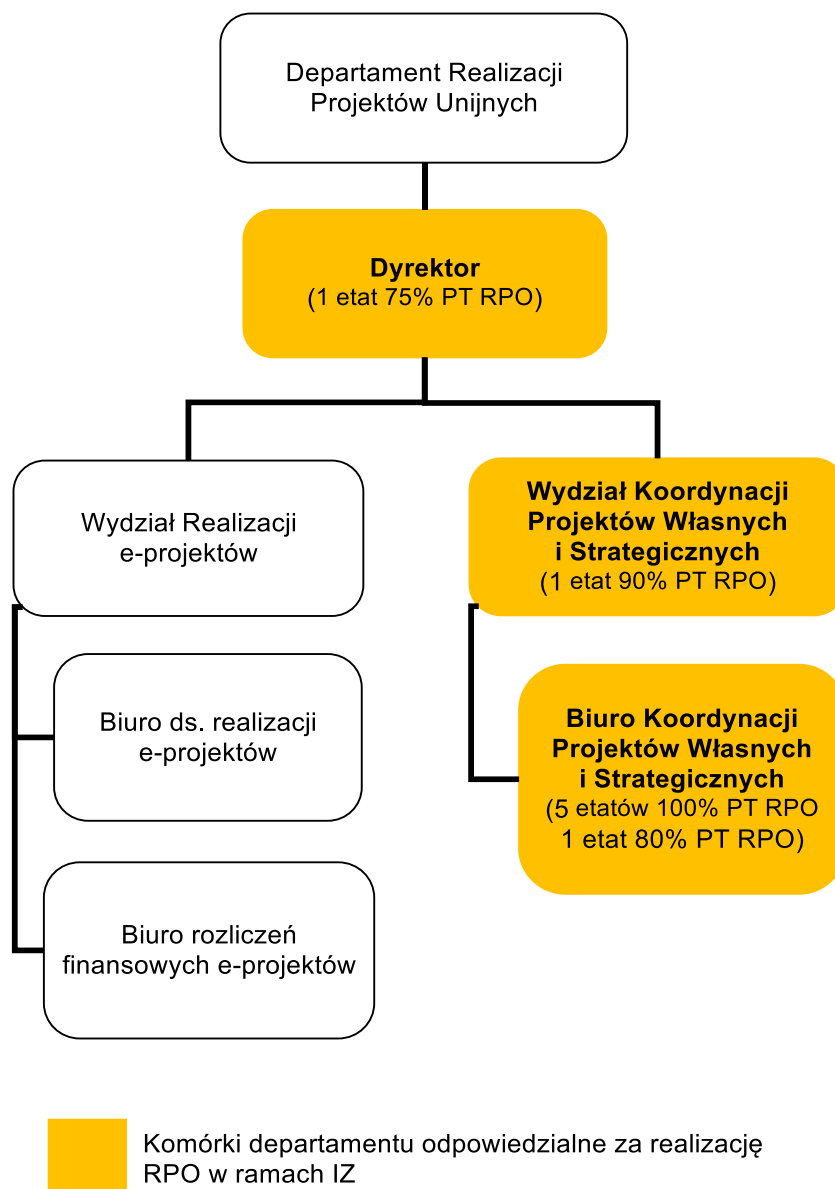 Departament Realizacji
Projektów Unijnych
Dyrektor
(1 etat 75% PT RPO)
Wydział Realizacji
e-projektów
Biuro ds. realizacji
e-projektów
Biuro rozliczeń
finansowych e-projektów
Wydział Koordynacji
Projektów Własnych
i Strategicznych
(1 etat 90% PT RPO)
Biuro Koordynacji
Projektów Własnych
i Strategicznych
(5 etatów 100% PT RPO
1 etat 80% PT RPO)
Komórki departamentu odpowiedzialne za realizację
RPO w ramach IZ